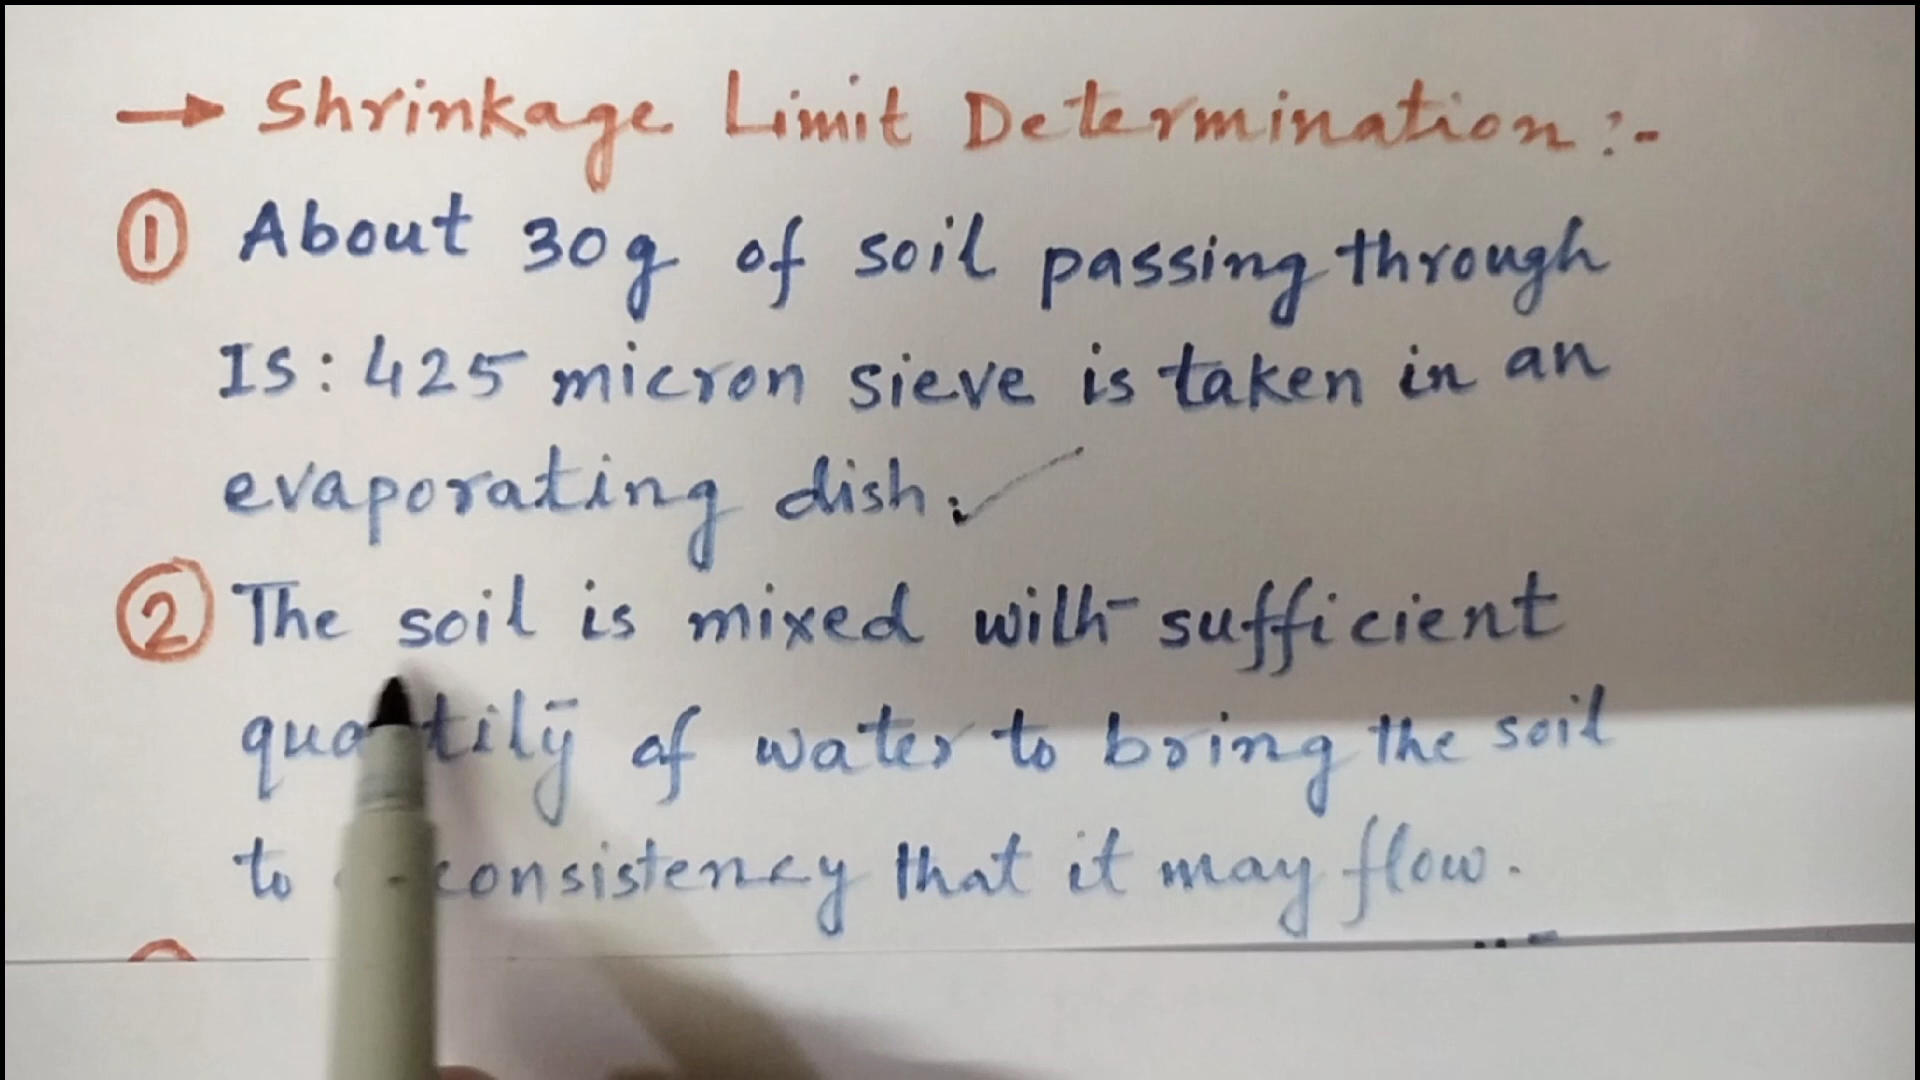 → Shrinkage Limit Determination :-
① About 30g of soil passing through
IS : 425 micron sieve is taken in an
evaporating dish.
② The soil is mixed with sufficient
of water to bring the soil
to consistency that it may flow.